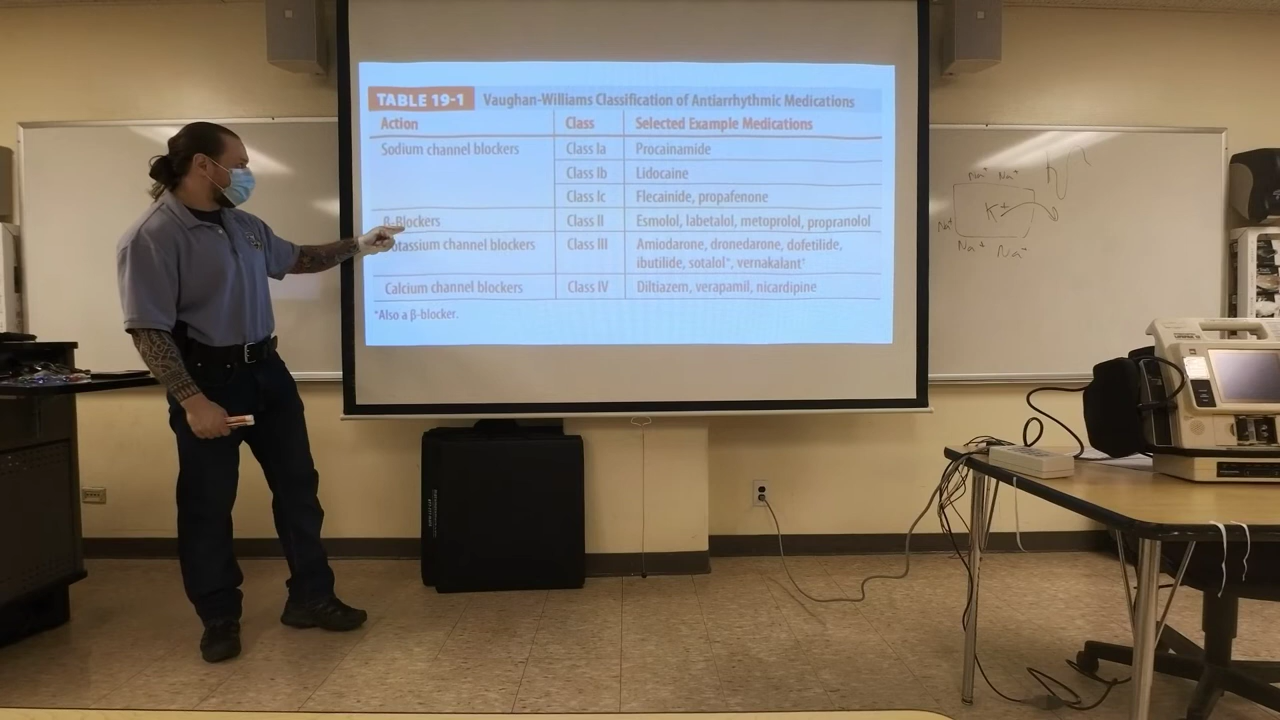 TABLE 19-1 Vaughan-Williams Classification of Antiarrhythmic Medications
Action Class Selected Example Medications
Sodium channel blockers Class Ia Procainamide
Class Ib Lidocaine
Class Ic Flecainide, propafenone
β-Blockers Class II Esmolol, labetalol, metoprolol, propranolol
otassium channel blockers Class III Amiodarone, dronedarone, dofetilide,
ibutilide, sotalol*, vernakalant†
Calcium channel blockers Class IV Diltiazem, verapamil, nicardipine
*Also a β-blocker.
Na+ Na+
K+
Na+
Na+ Na+